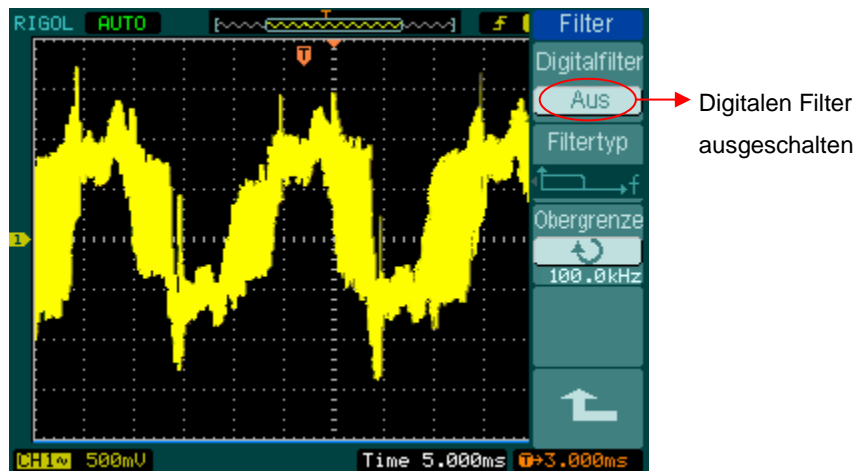 RIGOL AUTO
T
Filter
Digitalfilter
Aus
Digitalen Filter
ausgeschalten
T
Filtertyp
f
Obergrenze
100.0kHz
1
CH1~ 500mV Time 5.000ms T→3.000ms